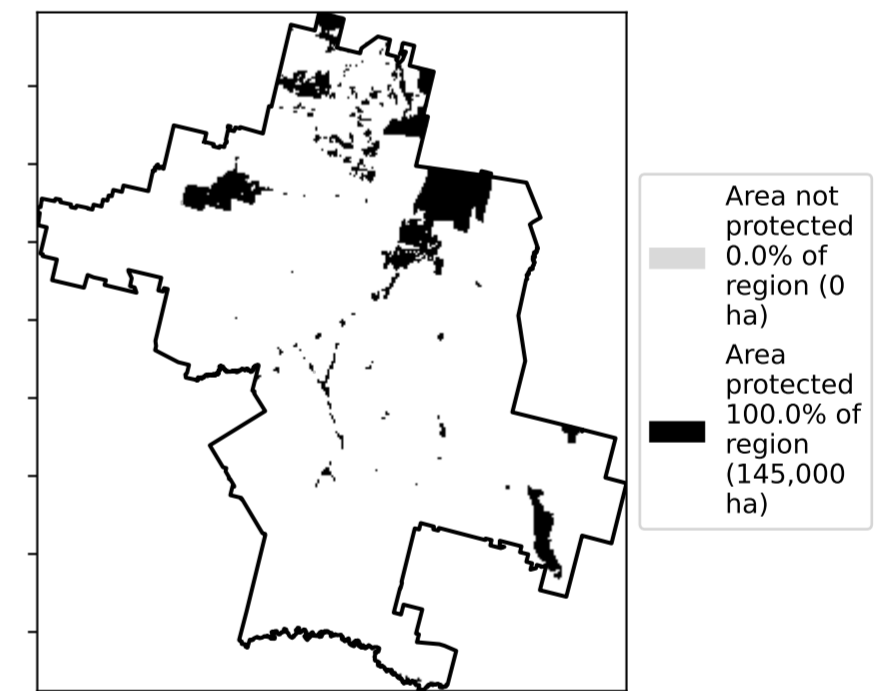 Area not
protected
0.0% of
region (0
ha)
Area
protected
100.0% of
region
(145,000
ha)